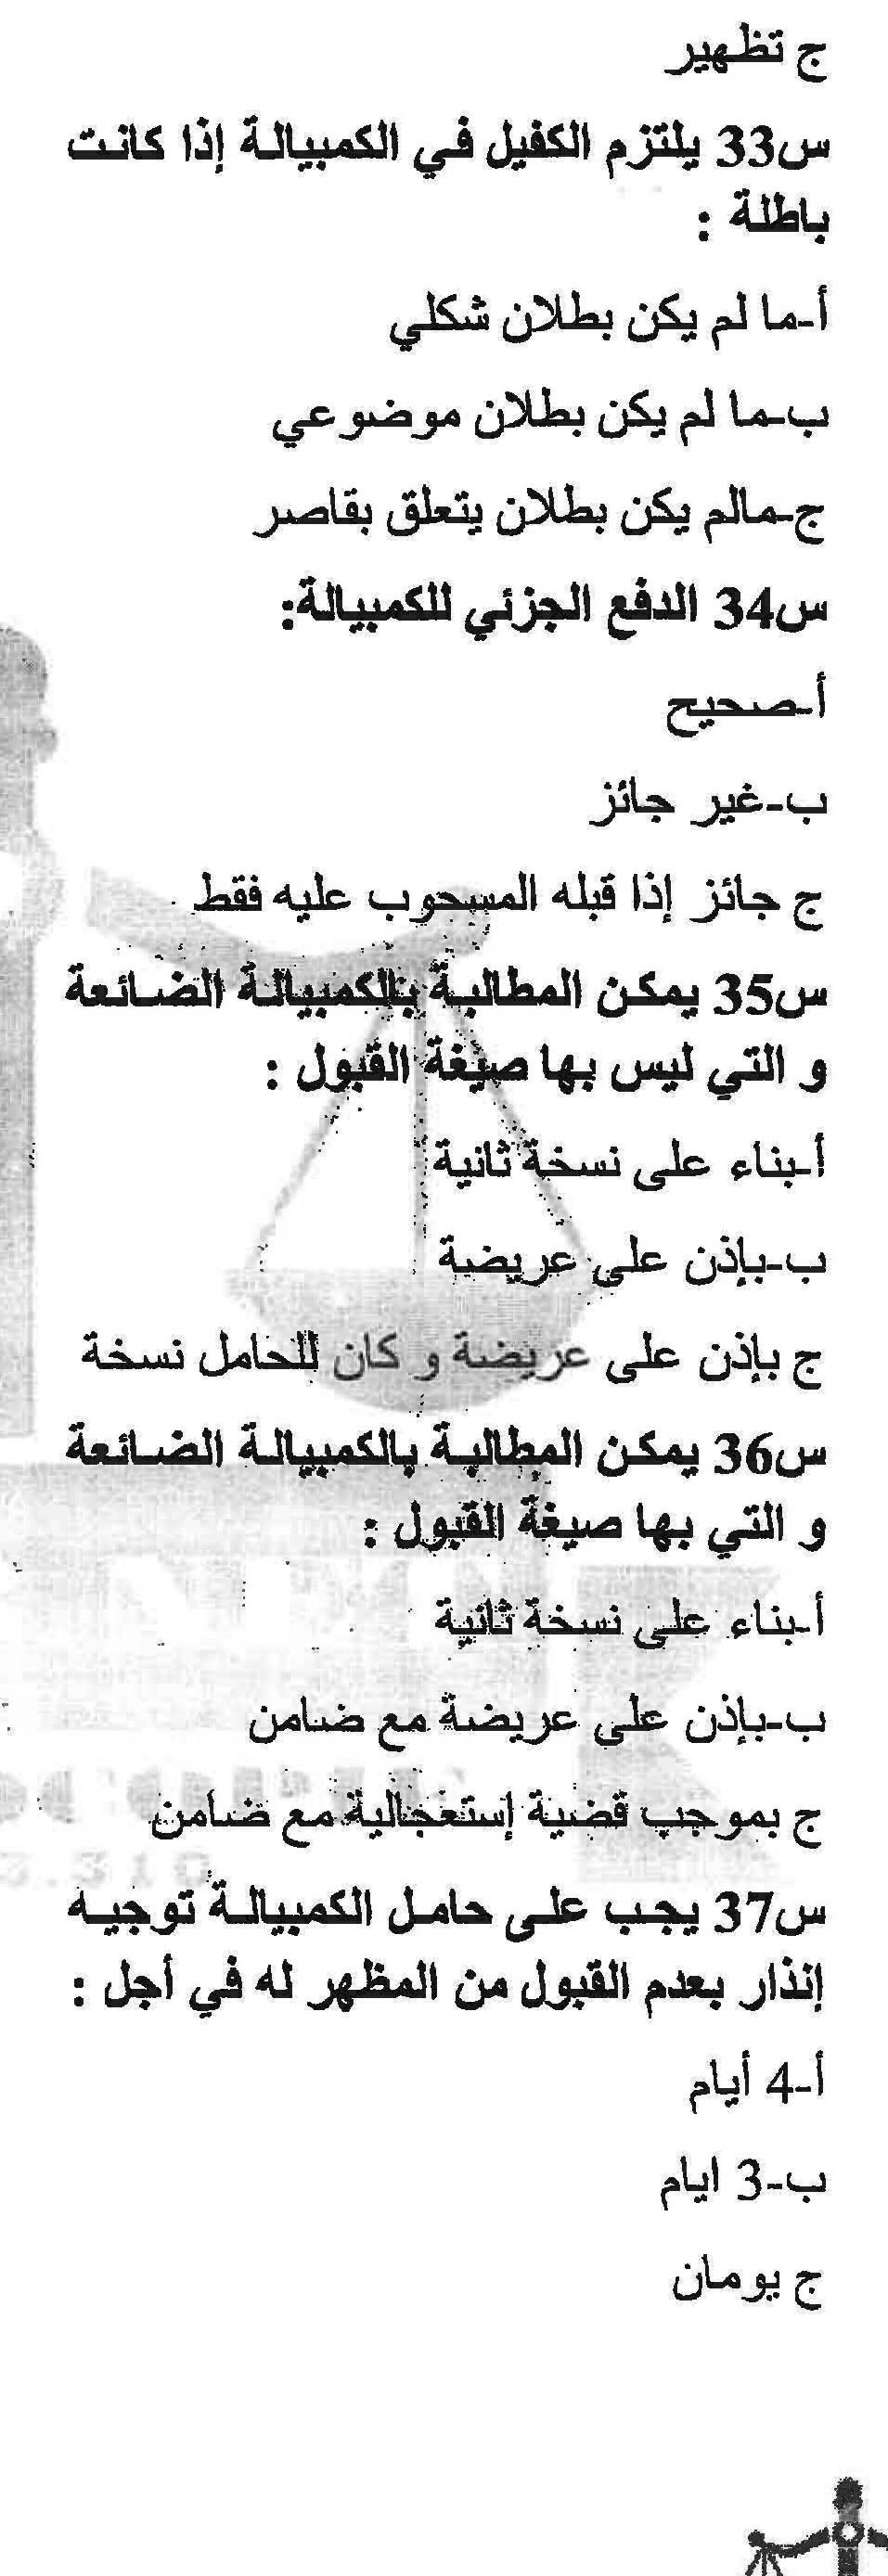 ج تظهير
س33 يلتزم الكفيل في الكمبيالة إذا كانت
باطلة :
أ-ما لم يكن بطلان شكلي
ب-ما لم يكن بطلان موضوعي
ج-مالم يكن بطلان يتعلق بقاصر
س34 الدفع الجزئي للكمبيالة:
أ-صحيح
ب-غير جائز
ج جائز إذا قبله المسحوب عليه فقط
س35 يمكن المطالبة بالكمبيالة الضائعة
و التي ليس بها صيغة القبول :
أ-بناء على نسخة ثانية
ب-بإذن على عريضة
ج بإذن على عريضة و كان للحامل نسخة
س36 يمكن المطالبة بالكمبيالة الضائعة
و التي بها صيغة القبول :
أ-بناء على نسخة ثانية
ب-بإذن على عريضة مع ضامن
ج بموجب قضية إستعجالية مع ضامن
س37 يجب على حامل الكمبيالة توجيه
إنذار بعدم القبول من المظهر له في أجل :
أ-4 أيام
ب-3 ايام
ج يومان